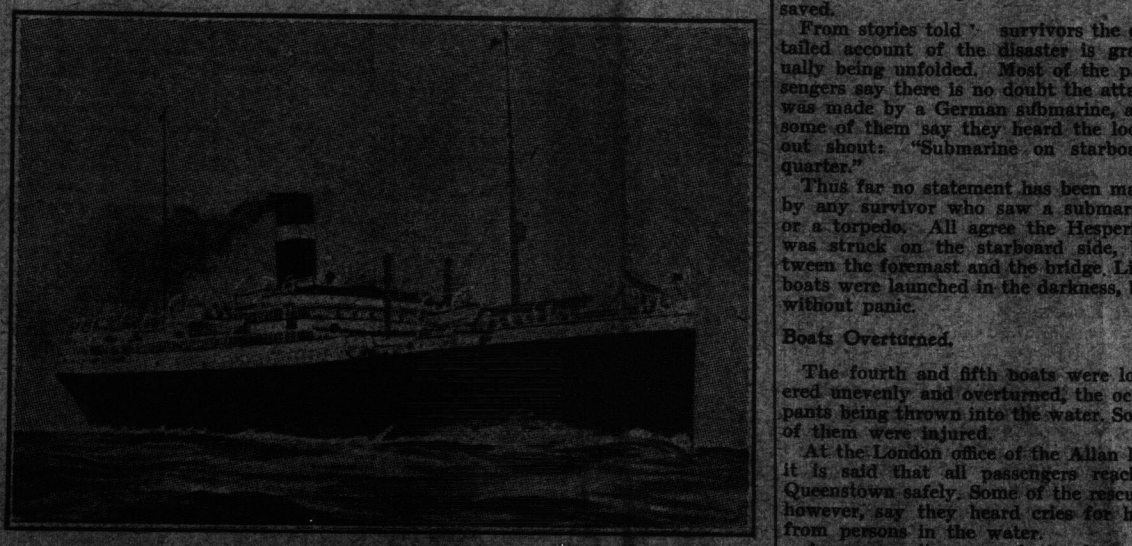 saved.
From stories told survivors the
tailed account of the disaster is
ually being unfolded. Most of the
sengers say there is no doubt the
was made by a German submarine,
some of them say they heard the
out shout: "Submarine on
quarter."
Thus far no statement has been
by any survivor who saw a
or a torpedo. All agree the
was struck on the starboard side,
tween the foremast and the bridge.
boats were launched in the darkness,
without panic.
Boats Overturned.
The fourth and fifth boats were
ered unevenly and overturned, the
pants being thrown into the water.
of them were injured.
At the London office of the Allan
it is said that all passengers
Queenstown safely. Some of the
however, say they heard cries for
from persons in the water.